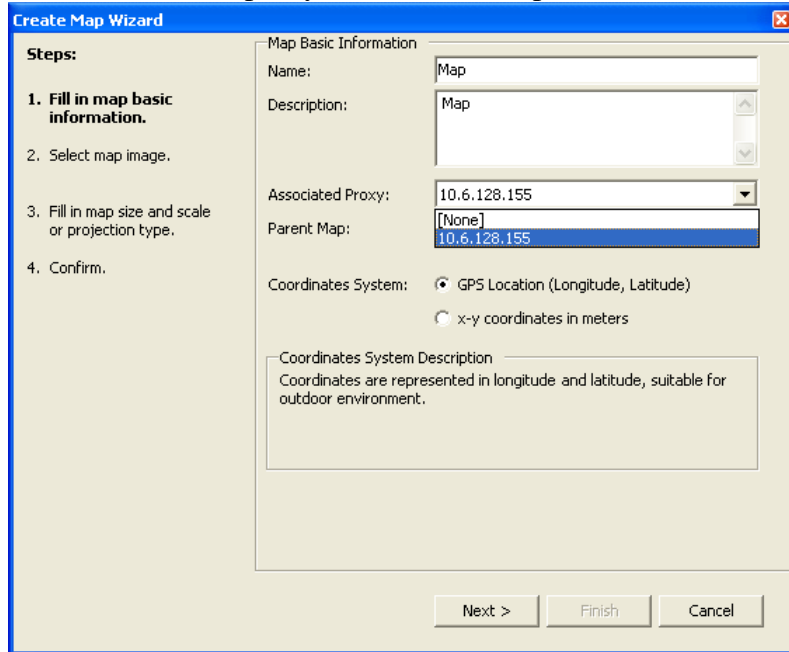 Create Map Wizard
Steps:
1. Fill in map basic
information.
2. Select map image.
3. Fill in map size and scale
or projection type.
4. Confirm.
Map Basic Information
Name:
Map
Description:
Map
Associated Proxy:
10.6.128.155
[None]
10.6.128.155
Parent Map:
Coordinates System:
GPS Location (Longitude, Latitude)
x-y coordinates in meters
Coordinates System Description
Coordinates are represented in longitude and latitude, suitable for
outdoor environment.
Next >
Finish
Cancel